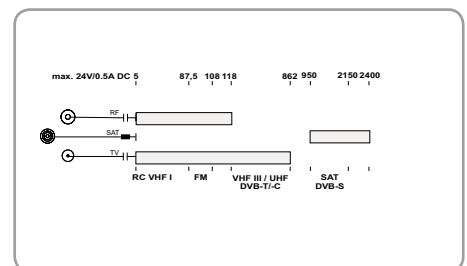 max. 24V/0.5A DC 5 87,5 108 118 862 950 2150 2400
RF
SAT
TV
RC VHF I FM VHF III / UHF SAT
DVB-T/-C DVB-S